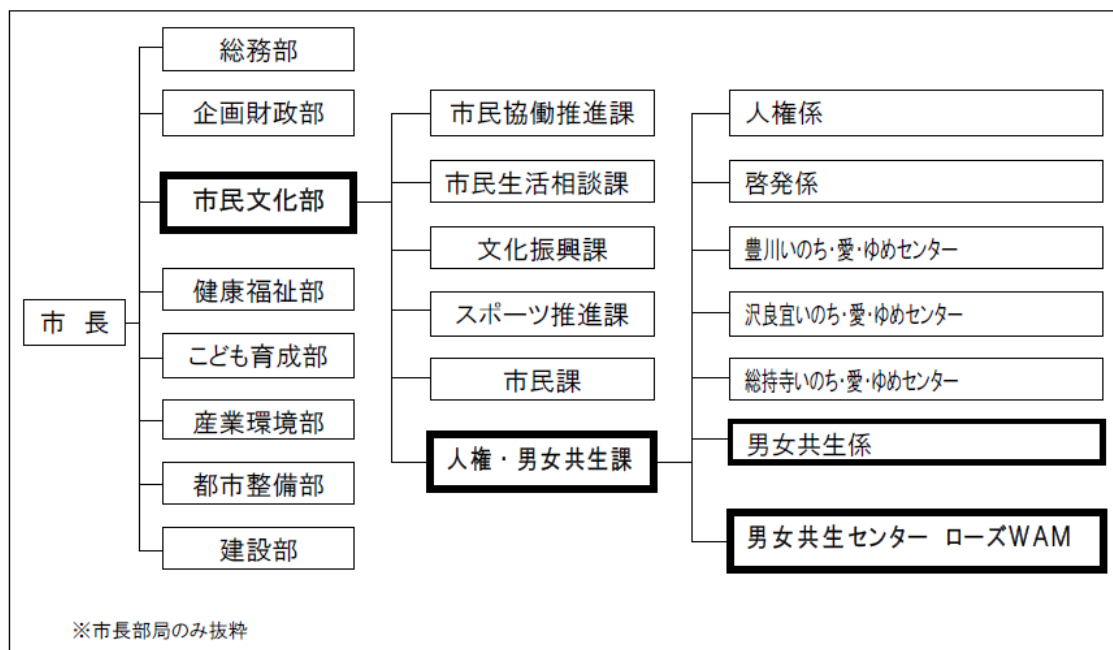 市 長
総務部
企画財政部
市民文化部
健康福祉部
こども育成部
産業環境部
都市整備部
建設部
市民協働推進課
市民生活相談課
文化振興課
スポーツ推進課
市民課
人権・男女共生課
人権係
啓発係
豊川いのち・愛・ゆめセンター
沢良宜いのち・愛・ゆめセンター
総持寺いのち・愛・ゆめセンター
男女共生係
男女共生センター ローズWAM
※市長部局のみ抜粋